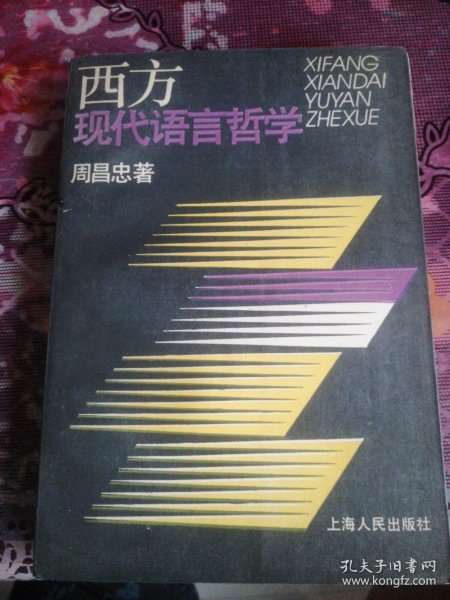 西方
现代语言哲学
XIFANG
XIANDAI
YUYAN
ZHEXUE
周昌忠著
上海人民出版社
孔夫子旧书网
www.kongfz.com